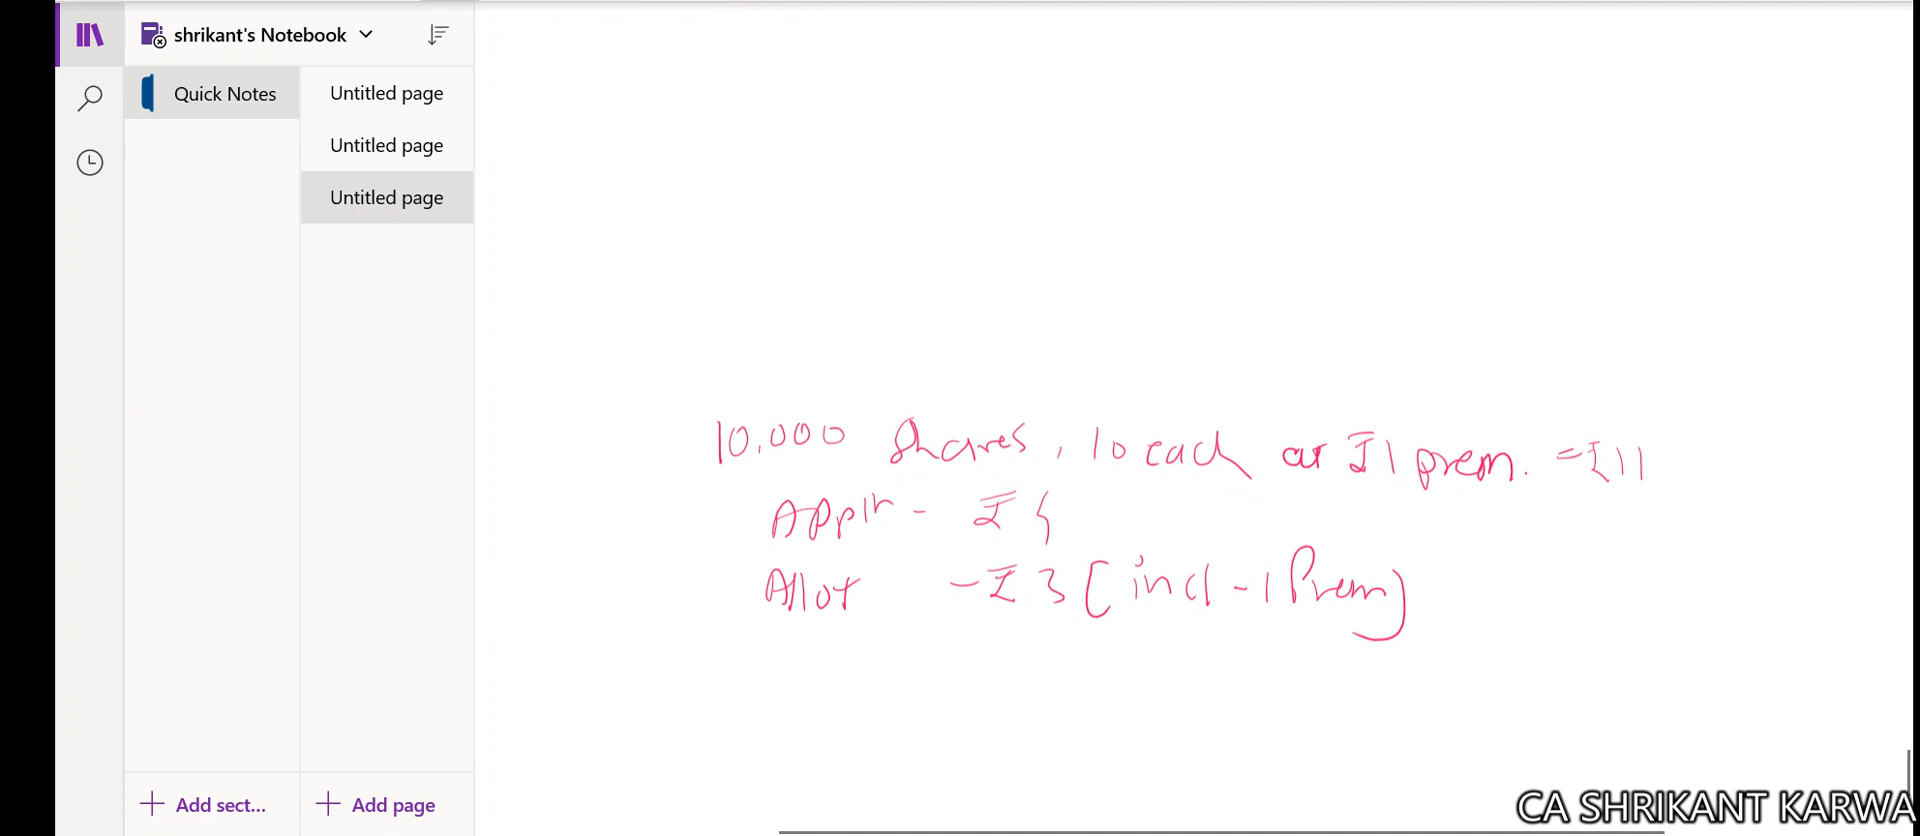 shrikant's Notebook
Quick Notes
Untitled page
Untitled page
Untitled page
10,000 Shares, 10 each at ₹1 prem. = ₹11
Appln - ₹
Allot - ₹3 [incl - 1 Prem)
+ Add sect...
+ Add page
CA SHRIKANT KARWA